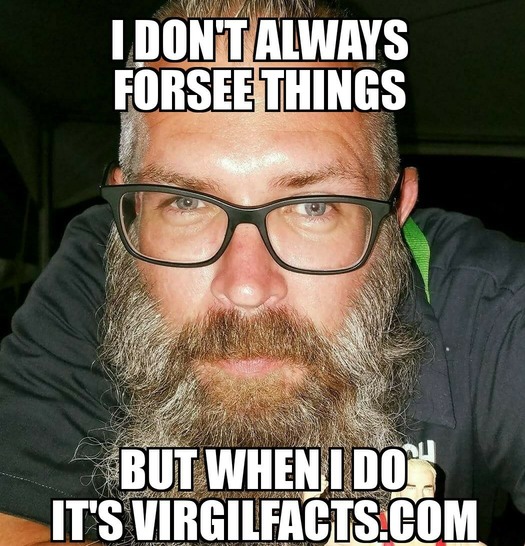 I DON'T ALWAYS
FORSEE THINGS
BUT WHEN I DO
IT'S VIRGILFACTS.COM